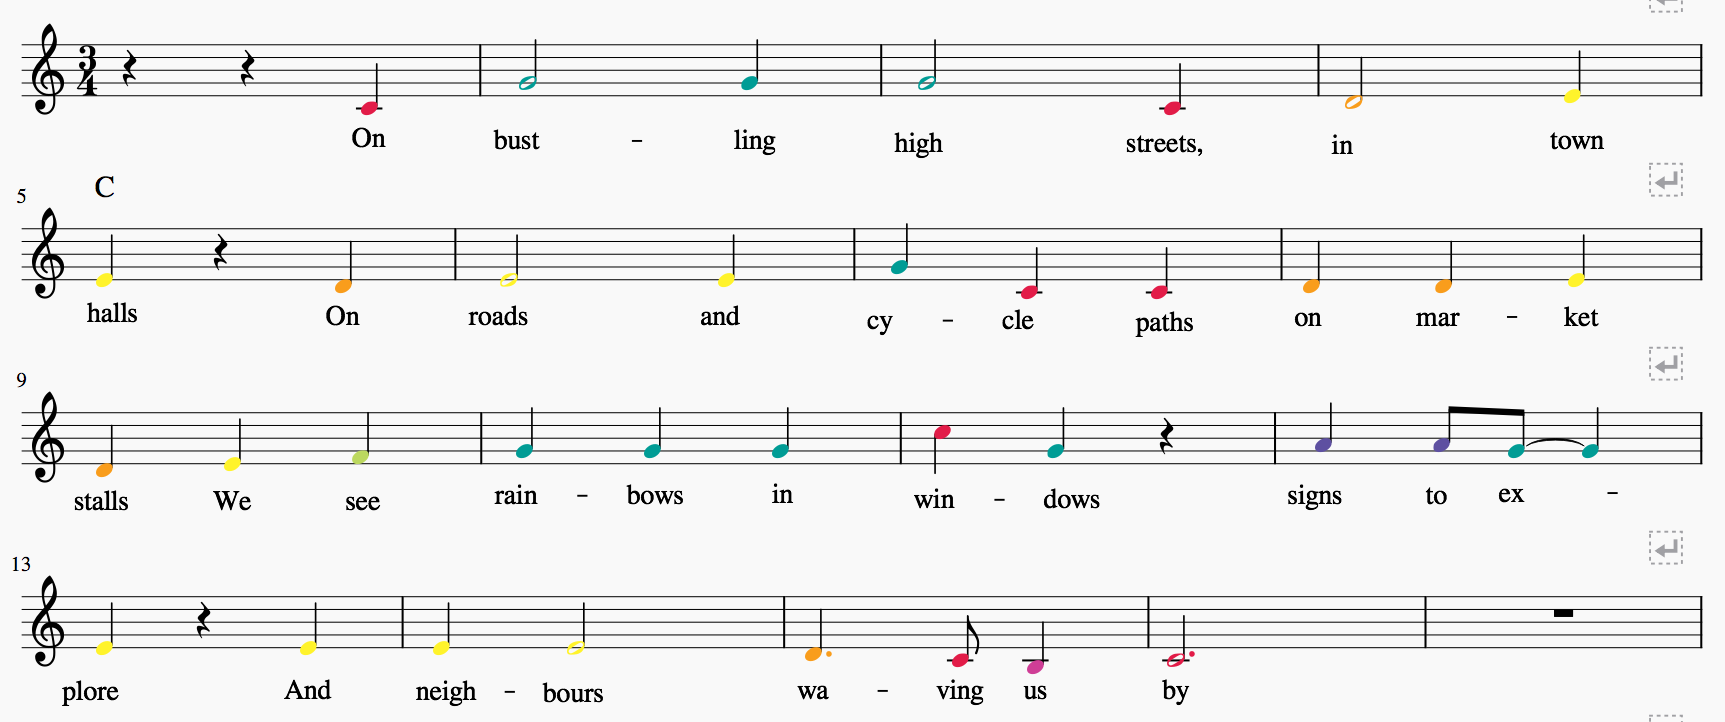 3
4
On bust - ling high streets, in town
5 C
halls On roads and cy - cle paths on mar - ket
9
stalls We see rain - bows in win - dows signs to ex -
13
plore And neigh - bours wa - ving us by